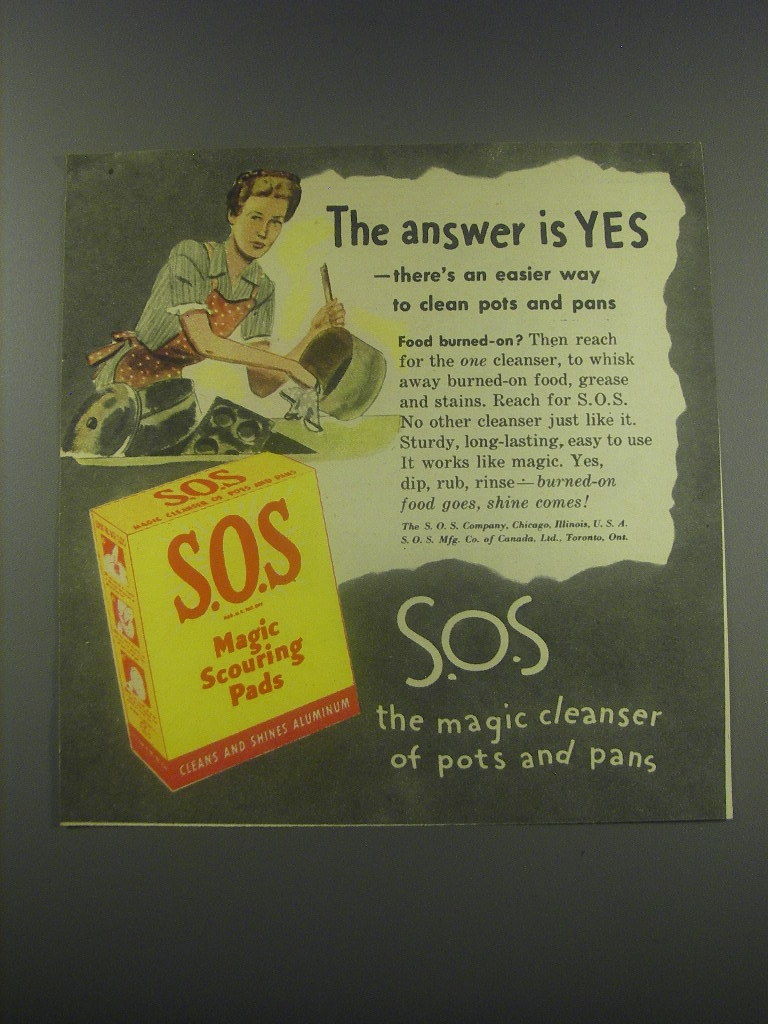 The answer is YES
—there's an easier way
to clean pots and pans
Food burned-on? Then reach
for the one cleanser, to whisk
away burned-on food, grease
and stains. Reach for S.O.S.
No other cleanser just like it.
Sturdy, long-lasting, easy to use
It works like magic. Yes,
dip, rub, rinse—burned-on
food goes, shine comes!
The S. O. S. Company, Chicago, Illinois, U. S. A.
S. O. S. Mfg. Co. of Canada, Ltd., Toronto, Ont.
S.O.S
MAGIC CLEANSER OF POTS AND PANS
S.O.S
Magic
Scouring
Pads
CLEANS AND SHINES ALUMINUM
S.O.S
the magic cleanser
of pots and pans